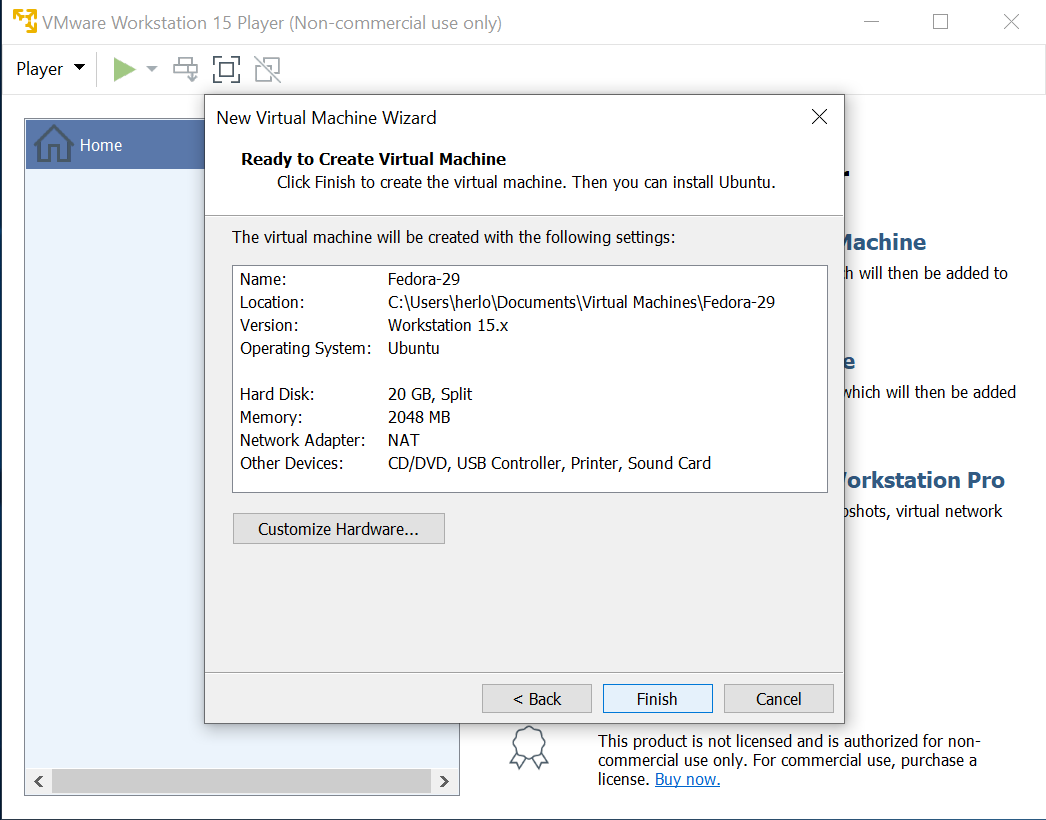 VMware Workstation 15 Player (Non-commercial use only)
Player
Home
New Virtual Machine Wizard
Ready to Create Virtual Machine
Click Finish to create the virtual machine. Then you can install Ubuntu.
The virtual machine will be created with the following settings:
Name: Fedora-29
Location: C:\Users\herlo\Documents\Virtual Machines\Fedora-29
Version: Workstation 15.x
Operating System: Ubuntu
Hard Disk: 20 GB, Split
Memory: 2048 MB
Network Adapter: NAT
Other Devices: CD/DVD, USB Controller, Printer, Sound Card
Customize Hardware...
< Back Finish Cancel
Machine
will then be added to
which will then be added
Workstation Pro
virtual network
This product is not licensed and is authorized for non-
commercial use only. For commercial use, purchase a
license. Buy now.